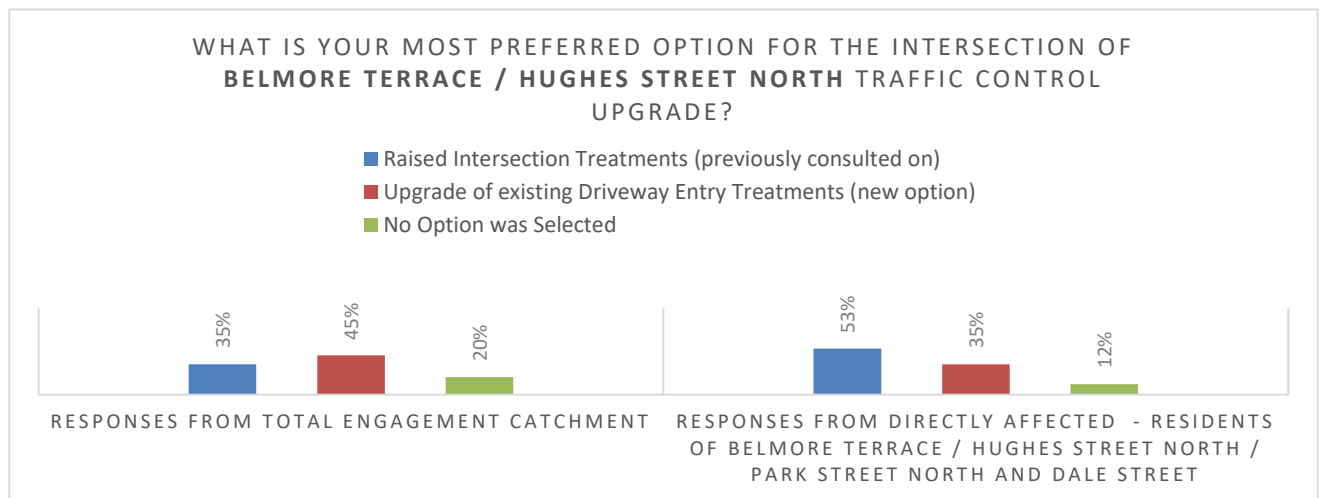 WHAT IS YOUR MOST PREFERRED OPTION FOR THE INTERSECTION OF
BELMORE TERRACE / HUGHES STREET NORTH TRAFFIC CONTROL
UPGRADE?
Raised Intersection Treatments (previously consulted on)
Upgrade of existing Driveway Entry Treatments (new option)
No Option was Selected
35%
45%
20%
53%
35%
12%
RESPONSES FROM TOTAL ENGAGEMENT CATCHMENT
RESPONSES FROM DIRECTLY AFFECTED - RESIDENTS
OF BELMORE TERRACE / HUGHES STREET NORTH /
PARK STREET NORTH AND DALE STREET